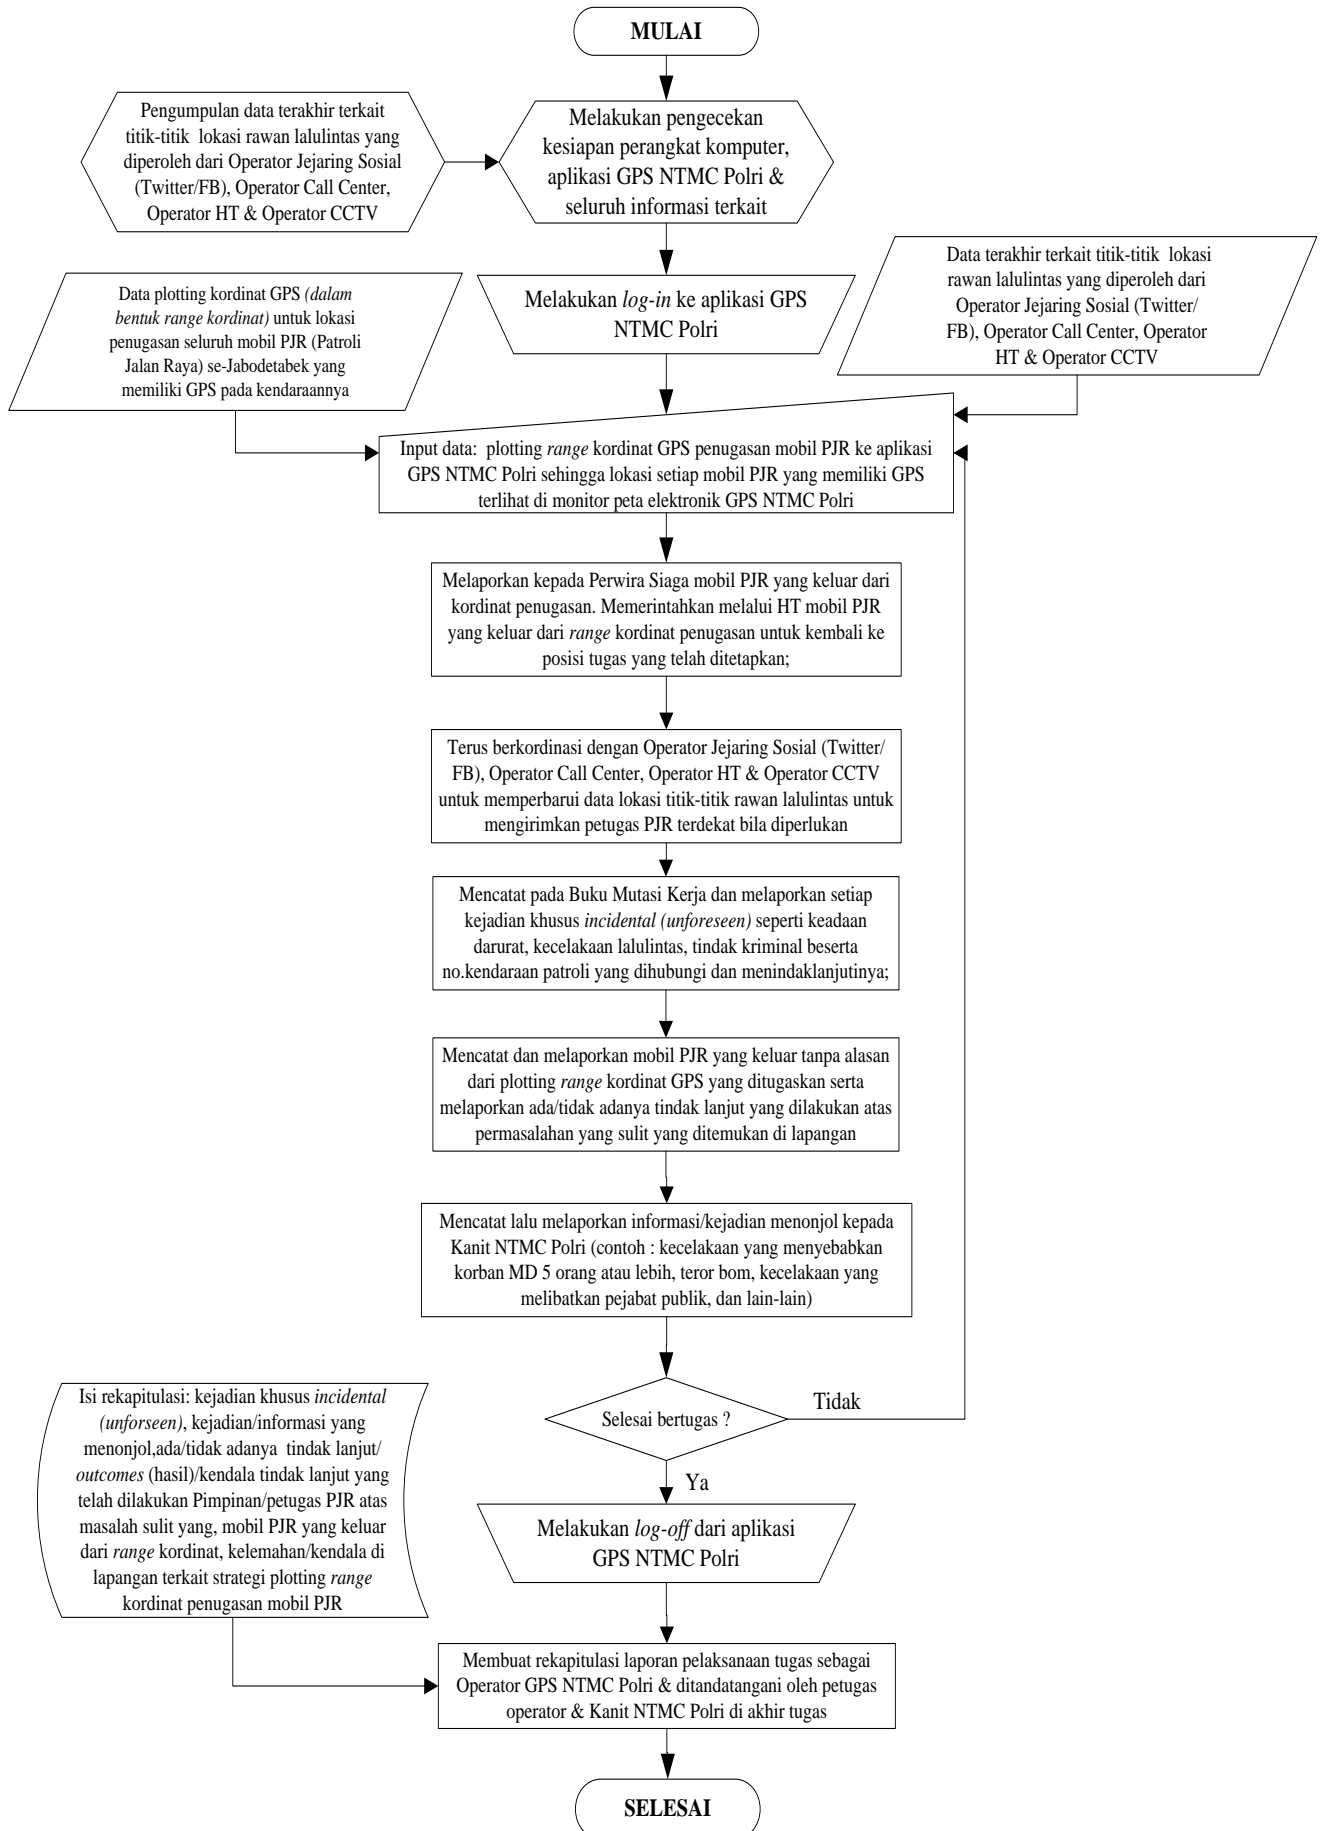 MULAI
Pengumpulan data terakhir terkait
titik-titik lokasi rawan lalulintas yang
diperoleh dari Operator Jejaring Sosial
(Twitter/FB), Operator Call Center,
Operator HT & Operator CCTV
Melakukan pengecekan
kesiapan perangkat komputer,
aplikasi GPS NTMC Polri &
seluruh informasi terkait
Data terakhir terkait titik-titik lokasi
rawan lalulintas yang diperoleh dari
Operator Jejaring Sosial (Twitter/
FB), Operator Call Center, Operator
HT & Operator CCTV
Data plotting kordinat GPS (dalam
bentuk range kordinat) untuk lokasi
penugasan seluruh mobil PJR (Patroli
Jalan Raya) se-Jabodetabek yang
memiliki GPS pada kendaraannya
Melakukan log-in ke aplikasi GPS
NTMC Polri
Input data: plotting range kordinat GPS penugasan mobil PJR ke aplikasi
GPS NTMC Polri sehingga lokasi setiap mobil PJR yang memiliki GPS
terlihat di monitor peta elektronik GPS NTMC Polri
Melaporkan kepada Perwira Siaga mobil PJR yang keluar dari
kordinat penugasan. Memerintahkan melalui HT mobil PJR
yang keluar dari range kordinat penugasan untuk kembali ke
posisi tugas yang telah ditetapkan;
Terus berkordinasi dengan Operator Jejaring Sosial (Twitter/
FB), Operator Call Center, Operator HT & Operator CCTV
untuk memperbarui data lokasi titik-titik rawan lalulintas untuk
mengirimkan petugas PJR terdekat bila diperlukan
Mencatat pada Buku Mutasi Kerja dan melaporkan setiap
kejadian khusus incidental (unforeseen) seperti keadaan
darurat, kecelakaan lalulintas, tindak kriminal beserta
no.kendaraan patroli yang dihubungi dan menindaklanjutinya;
Mencatat dan melaporkan mobil PJR yang keluar tanpa alasan
dari plotting range kordinat GPS yang ditugaskan serta
melaporkan ada/tidak adanya tindak lanjut yang dilakukan atas
permasalahan yang sulit yang ditemukan di lapangan
Mencatat lalu melaporkan informasi/kejadian menonjol kepada
Kanit NTMC Polri (contoh : kecelakaan yang menyebabkan
korban MD 5 orang atau lebih, teror bom, kecelakaan yang
melibatkan pejabat publik, dan lain-lain)
Selesai bertugas ?
Tidak
Ya
Isi rekapitulasi: kejadian khusus incidental
(unforseen), kejadian/informasi yang
menonjol,ada/tidak adanya tindak lanjut/
outcomes (hasil)/kendala tindak lanjut yang
telah dilakukan Pimpinan/petugas PJR atas
masalah sulit yang, mobil PJR yang keluar
dari range kordinat, kelemahan/kendala di
lapangan terkait strategi plotting range
kordinat penugasan mobil PJR
Melakukan log-off dari aplikasi
GPS NTMC Polri
Membuat rekapitulasi laporan pelaksanaan tugas sebagai
Operator GPS NTMC Polri & ditandatangani oleh petugas
operator & Kanit NTMC Polri di akhir tugas
SELESAI